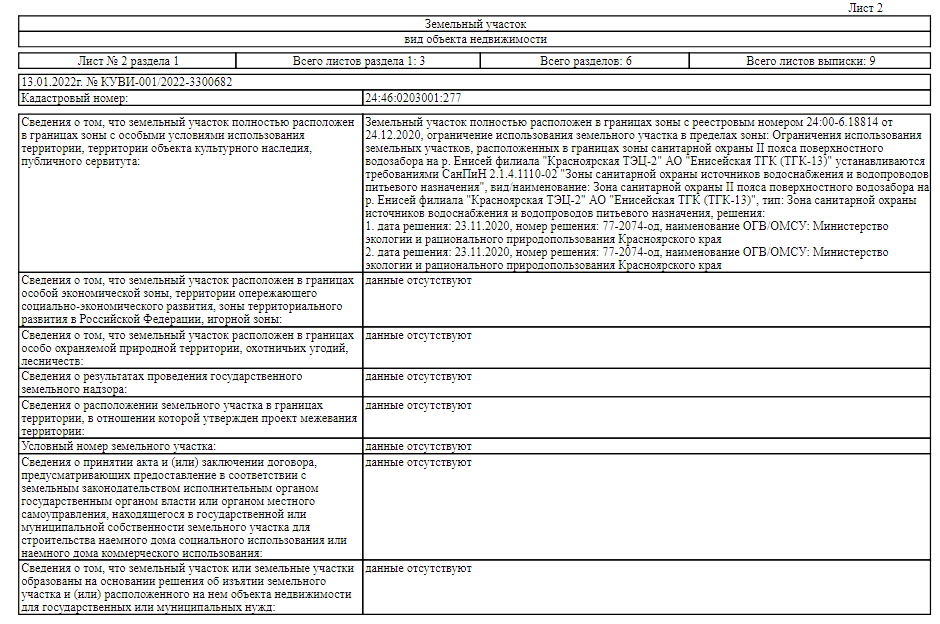 Лист 2
Земельный участок
вид объекта недвижимости
Лист № 2 раздела 1
Всего листов раздела 1: 3
Всего разделов: 6
Всего листов выписки: 9
13.01.2022г. № КУВИ-001/2022-3300682
Кадастровый номер:
24:46:0203001:277
Сведения о том, что земельный участок полностью расположен
в границах зоны с особыми условиями использования
территории, территории объекта культурного наследия,
публичного сервитута:
Земельный участок полностью расположен в границах зоны с реестровым номером 24:00-6.18814 от
24.12.2020, ограничение использования земельного участка в пределах зоны: Ограничения использования
земельных участков, расположенных в границах зоны санитарной охраны II пояса поверхностного
водозабора на р. Енисей филиала "Красноярская ТЭЦ-2" АО "Енисейская ТГК (ТГК-13)" устанавливаются
требованиями СанПиН 2.1.4.1110-02 "Зоны санитарной охраны источников водоснабжения и водопроводов
питьевого назначения", вид/наименование: Зона санитарной охраны II пояса поверхностного водозабора на
р. Енисей филиала "Красноярская ТЭЦ-2" АО "Енисейская ТГК (ТГК-13)", тип: Зона санитарной охраны
источников водоснабжения и водопроводов питьевого назначения, решения:
1. дата решения: 23.11.2020, номер решения: 77-2074-од, наименование ОГВ/ОМСУ: Министерство
экологии и рационального природопользования Красноярского края
2. дата решения: 23.11.2020, номер решения: 77-2074-од, наименование ОГВ/ОМСУ: Министерство
экологии и рационального природопользования Красноярского края
Сведения о том, что земельный участок расположен в границах
особой экономической зоны, территории опережающего
социально-экономического развития, зоны территориального
развития в Российской Федерации, игорной зоны:
данные отсутствуют
Сведения о том, что земельный участок расположен в границах
особо охраняемой природной территории, охотничьих угодий,
лесничеств:
данные отсутствуют
Сведения о результатах проведения государственного
земельного надзора:
данные отсутствуют
Сведения о расположении земельного участка в границах
территории, в отношении которой утвержден проект межевания
территории:
данные отсутствуют
Условный номер земельного участка:
данные отсутствуют
Сведения о принятии акта и (или) заключении договора,
предусматривающих предоставление в соответствии с
земельным законодательством исполнительным органом
государственным органом власти или органом местного
самоуправления, находящегося в государственной или
муниципальной собственности земельного участка для
строительства наемного дома социального использования или
наемного дома коммерческого использования:
данные отсутствуют
Сведения о том, что земельный участок или земельные участки
образованы на основании решения об изъятии земельного
участка и (или) расположенного на нем объекта недвижимости
для государственных или муниципальных нужд:
данные отсутствуют